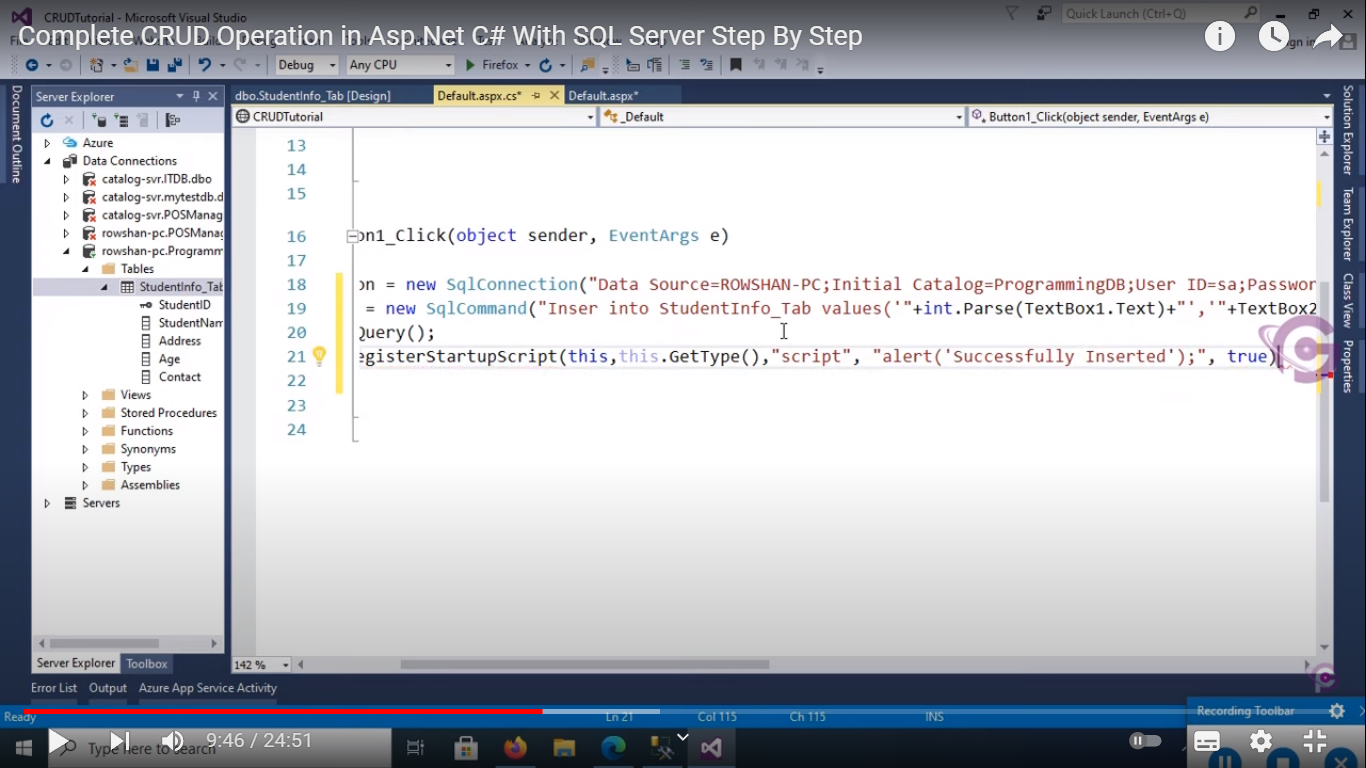 CRUDTutorial - Microsoft Visual Studio
Quick Launch (Ctrl+Q)
Complete CRUD Operation in Asp.Net C# With SQL Server Step By Step
Debug
Any CPU
Firefox
Document Outline
Server Explorer
Azure
Data Connections
catalog-svr.ITDB.dbo
catalog-svr.mytestdb.d
catalog-svr.POSManag
rowshan-pc.POSManag
rowshan-pc.Programm
Tables
StudentInfo_Tab
StudentID
StudentNam
Address
Age
Contact
Views
Stored Procedures
Functions
Synonyms
Types
Assemblies
Servers
Server Explorer
Toolbox
dbo.StudentInfo_Tab [Design]
Default.aspx.cs*
Default.aspx*
CRUDTutorial
_Default
Button1_Click(object sender, EventArgs e)
13
14
15
16 on1_Click(object sender, EventArgs e)
17
18 on = new SqlConnection("Data Source=ROWSHAN-PC;Initial Catalog=ProgrammingDB;User ID=sa;Passwor
19 = new SqlCommand("Inser into StudentInfo_Tab values('"+int.Parse(TextBox1.Text)+"','"+TextBox2
20 Query();
21 egisterStartupScript(this,this.GetType(),"script", "alert('Successfully Inserted');", true)
22
23
24
142 %
Solution Explorer
Team Explorer
Class View
Properties
Error List
Output
Azure App Service Activity
Ready
Ln 21
Col 115
Ch 115
INS
Recording Toolbar
Type here to search
9:46 / 24:51